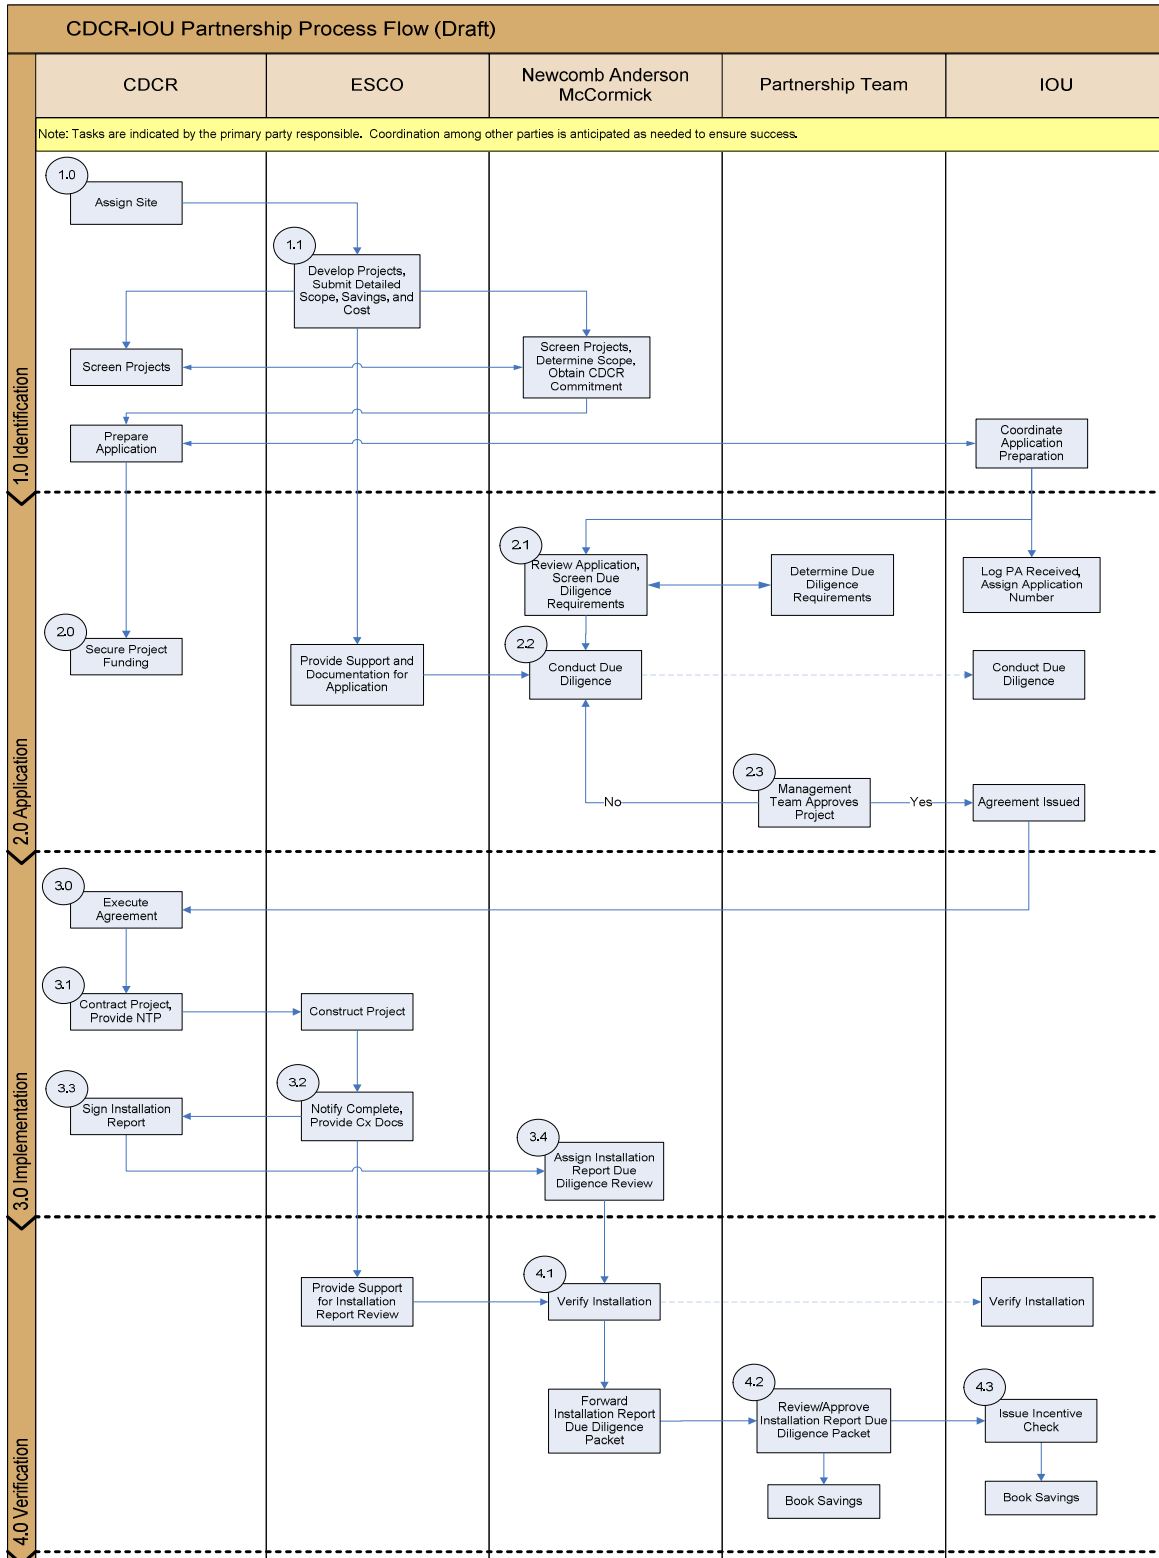 CDCR-IOU Partnership Process Flow (Draft)
CDCR
ESCO
Newcomb Anderson
McCormick
Partnership Team
IOU
Note: Tasks are indicated by the primary party responsible.  Coordination among other parties is anticipated as needed to ensure success.
1.0 Identification
1.0
Assign Site
1.1
Develop Projects,
Submit Detailed
Scope, Savings, and
Cost
Screen Projects
Screen Projects,
Determine Scope,
Obtain CDCR
Commitment
Prepare
Application
Coordinate
Application
Preparation
2.0 Application
2.1
Review Application,
Screen Due
Diligence
Requirements
Determine Due
Diligence
Requirements
Log PA Received,
Assign Application
Number
2.0
Secure Project
Funding
Provide Support and
Documentation for
Application
2.2
Conduct Due
Diligence
Conduct Due
Diligence
2.3
Management
Team Approves
Project
No
Yes
Agreement Issued
3.0 Implementation
3.0
Execute
Agreement
3.1
Contract Project,
Provide NTP
Construct Project
3.2
Notify Complete,
Provide Cx Docs
3.3
Sign Installation
Report
3.4
Assign Installation
Report Due
Diligence Review
4.0 Verification
Provide Support
for Installation
Report Review
4.1
Verify Installation
Verify Installation
Forward
Installation Report
Due Diligence
Packet
4.2
Review/Approve
Installation Report Due
Diligence Packet
4.3
Issue Incentive
Check
Book Savings
Book Savings